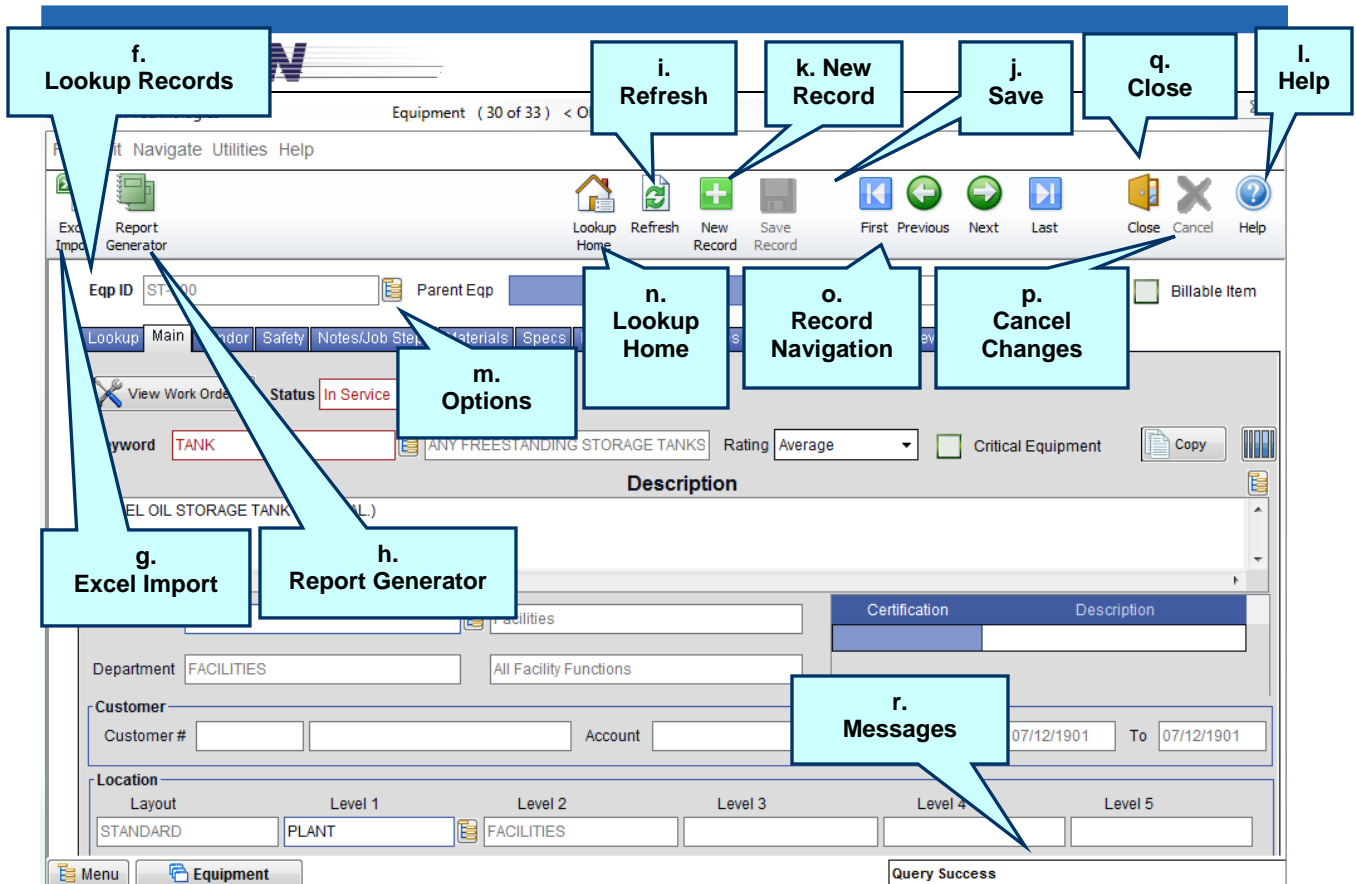 f.
Lookup Records
N
i.
Refresh
k. New
Record
j.
Save
q.
Close
l.
Help
Equipment ( 30 of 33 ) <
Navigate Utilities Help
Report
Generator
Lookup
Home
Refresh
New
Record
Save
Record
First Previous Next Last
Close Cancel Help
Eqp ID
Parent Eqp
Billable Item
n.
Lookup
Home
o.
Record
Navigation
p.
Cancel
Changes
Lookup Main Safety Notes/Job Specs
m.
Options
View Work
Status In Service
TANK ANY FREESTANDING STORAGE TANKS Rating Average Critical Equipment Copy
Description
OIL STORAGE TANK
g.
Excel Import
h.
Report Generator
Facilities
Certification Description
Department FACILITIES All Facility Functions
r.
Messages
Customer
Customer # Account 07/12/1901 To 07/12/1901
Location
Layout Level 1 Level 2 Level 3 Level 4 Level 5
STANDARD PLANT FACILITIES
Menu Equipment Query Success